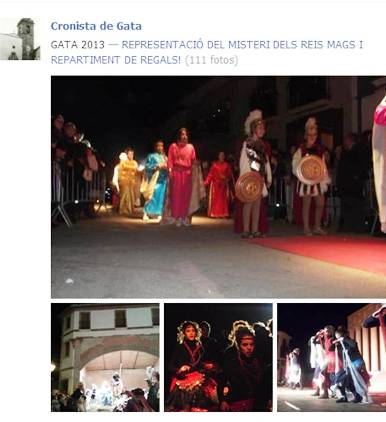 Cronista de Gata
GATA 2013 — REPRESENTACIÓ DEL MISTERI DELS REIS MAGS I
REPARTIMENT DE REGALS! (111 fotos)